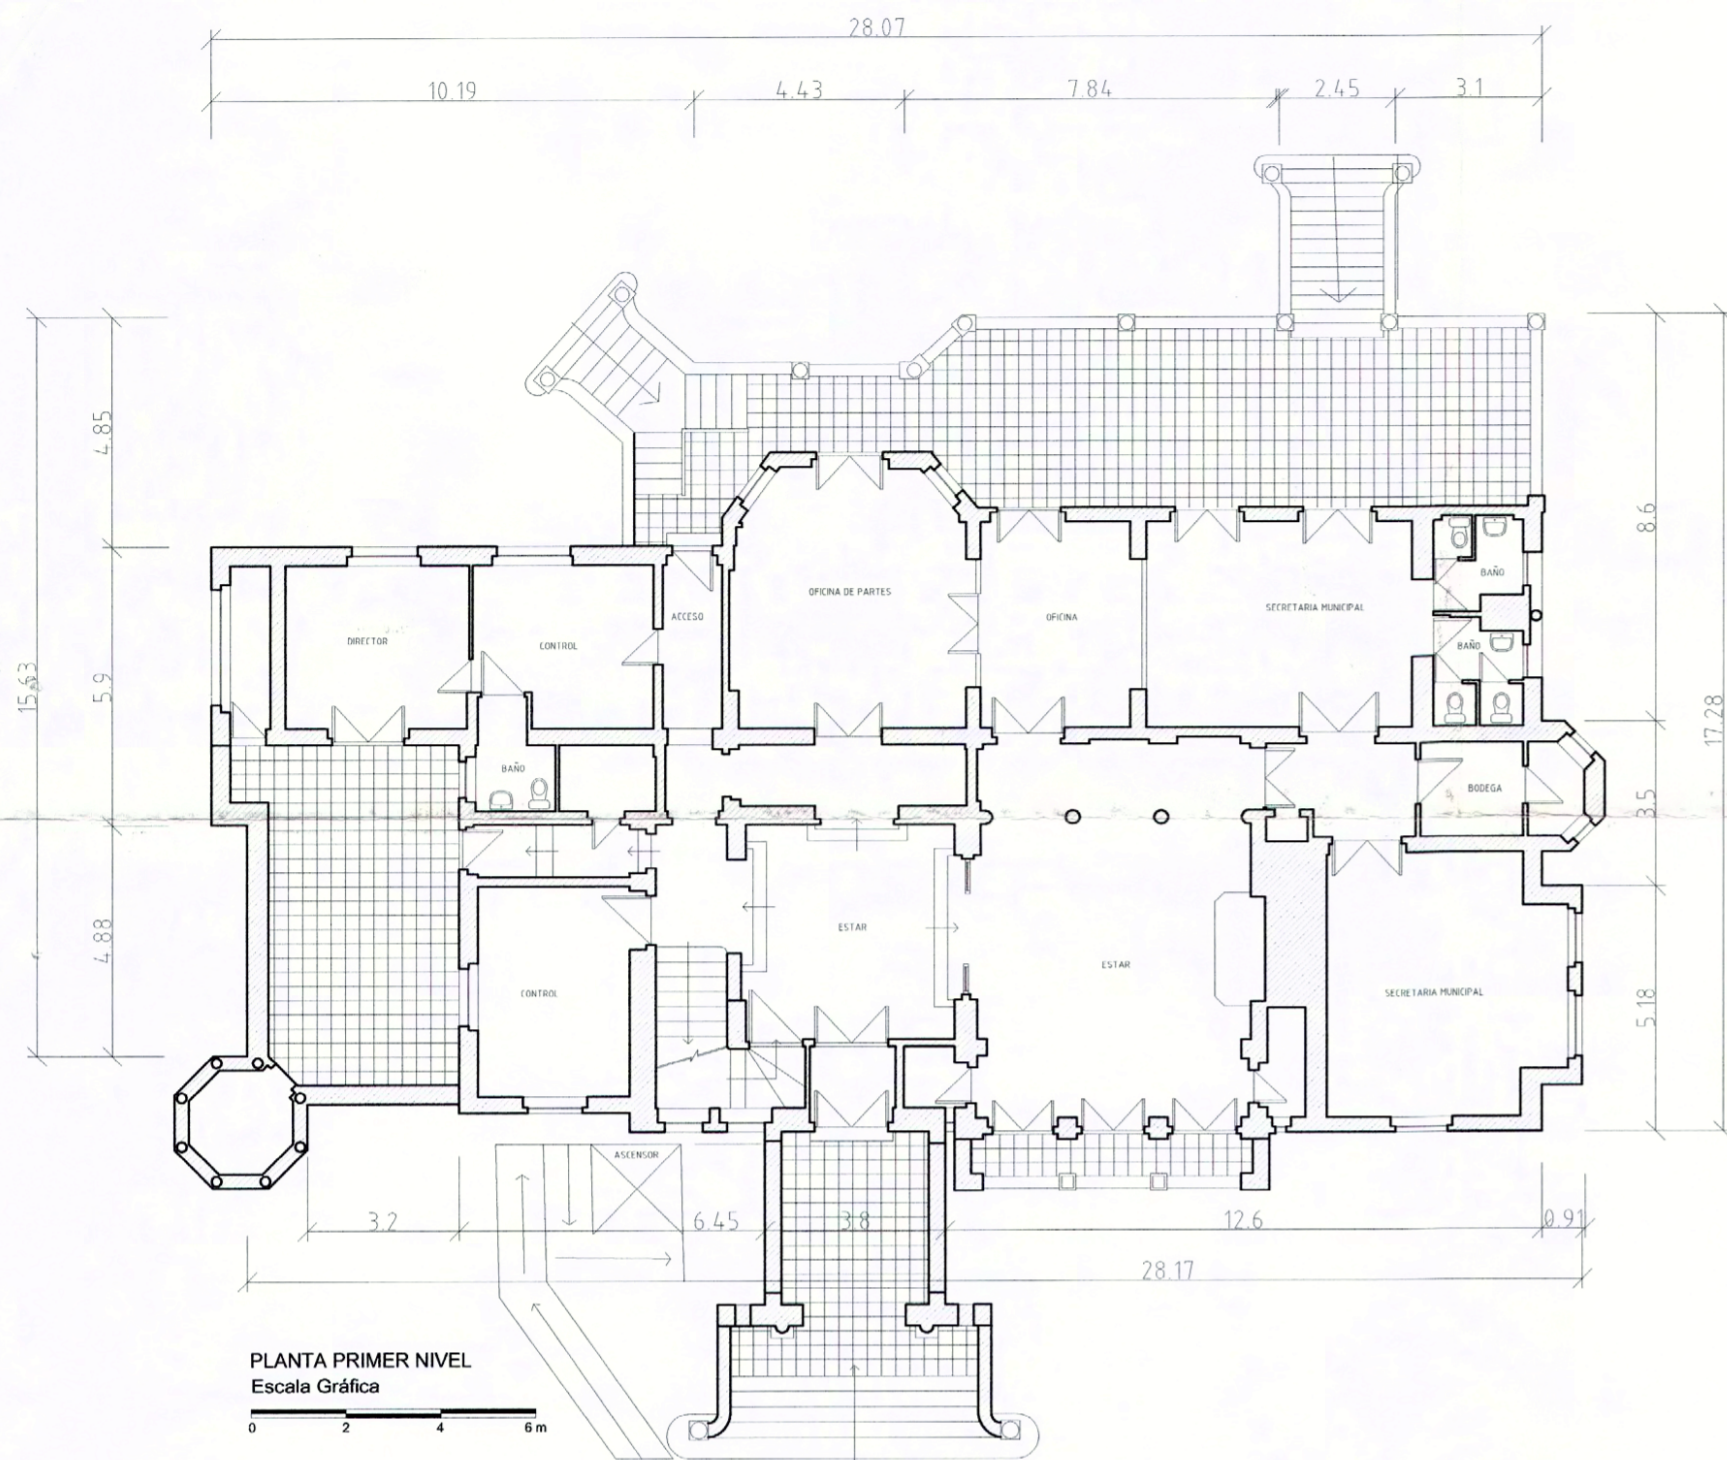 28.07
10.19
4.43
7.84
2.45
3.1
4.85
8.6
BAÑO
OFICINA DE PARTES
SECRETARIA MUNICIPAL
ACCESO
OFICINA
DIRECTOR
CONTROL
BAÑO
15.63
5.9
17.28
BAÑO
BODEGA
3.5
ESTAR
4.88
ESTAR
CONTROL
SECRETARIA MUNICIPAL
5.18
ASCENSOR
3.2
6.45
3.8
12.6
0.91
28.17
PLANTA PRIMER NIVEL
Escala Gráfica
0 2 4 6 m